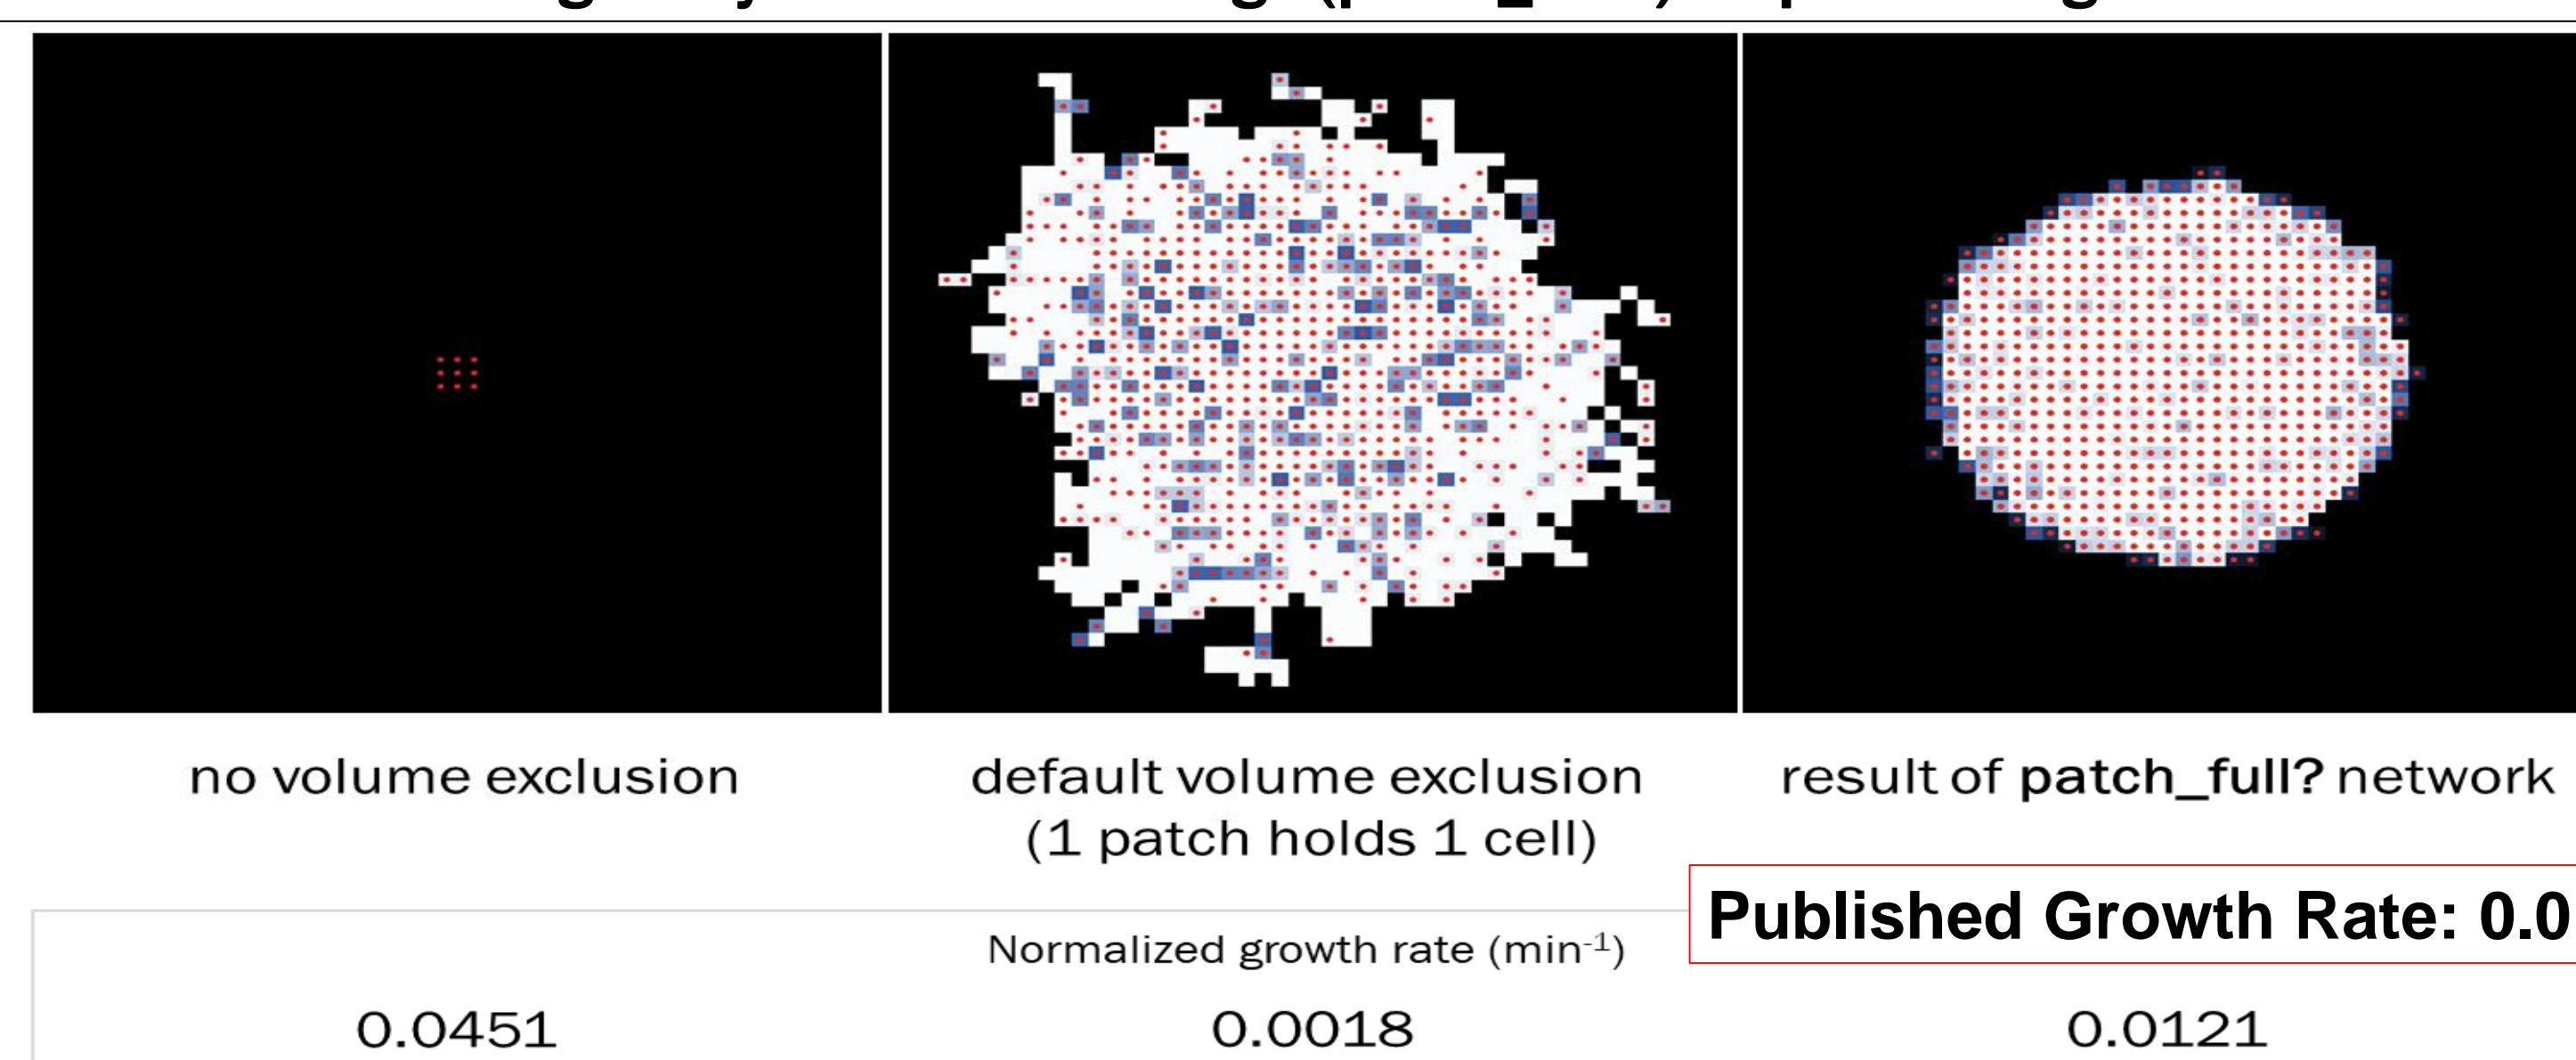 no volume exclusion
default volume exclusion
(1 patch holds 1 cell)
result of patch_full? network
Published Growth Rate: 0.0
Normalized growth rate (min-1)
0.0451
0.0018
0.0121